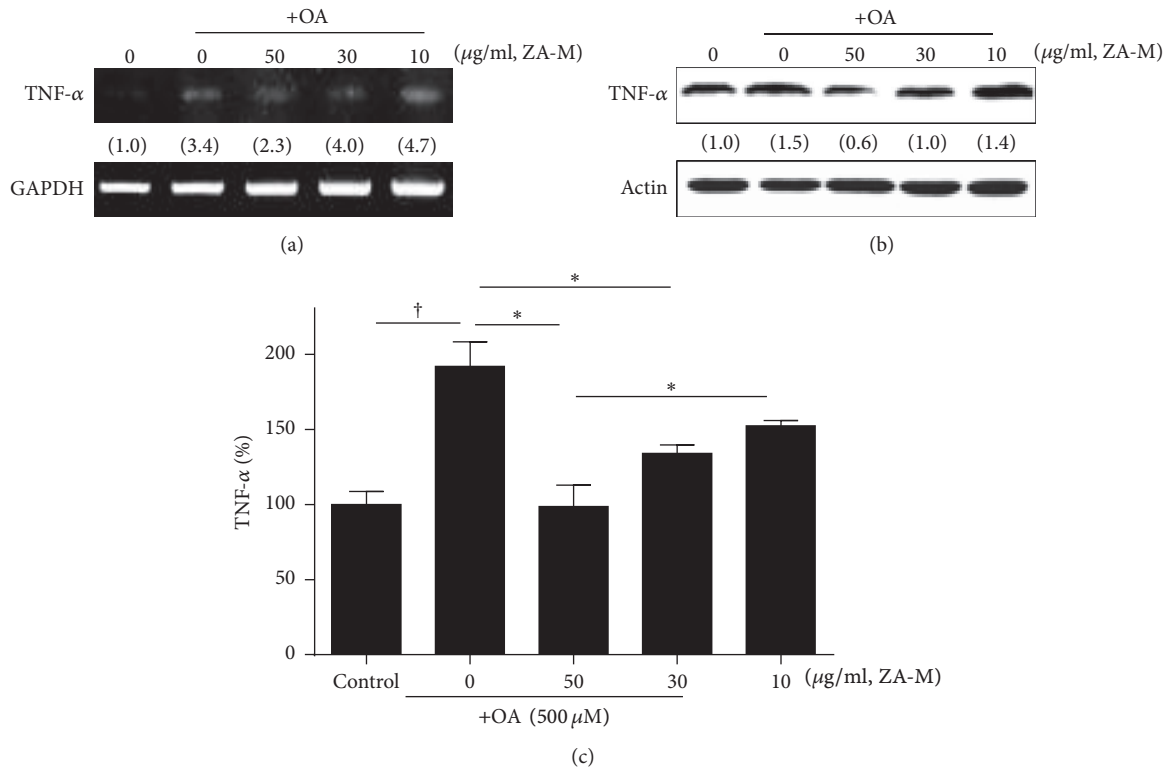 +OA
0 0 50 30 10 (μg/ml, ZA-M)
TNF-α
(1.0) (3.4) (2.3) (4.0) (4.7)
GAPDH
(a)
+OA
0 0 50 30 10 (μg/ml, ZA-M)
TNF-α
(1.0) (1.5) (0.6) (1.0) (1.4)
Actin
(b)
*
† *
*
200
150
100
50
0
TNF-α (%)
Control 0 50 30 10 (μg/ml, ZA-M)
+OA (500 μM)
(c)